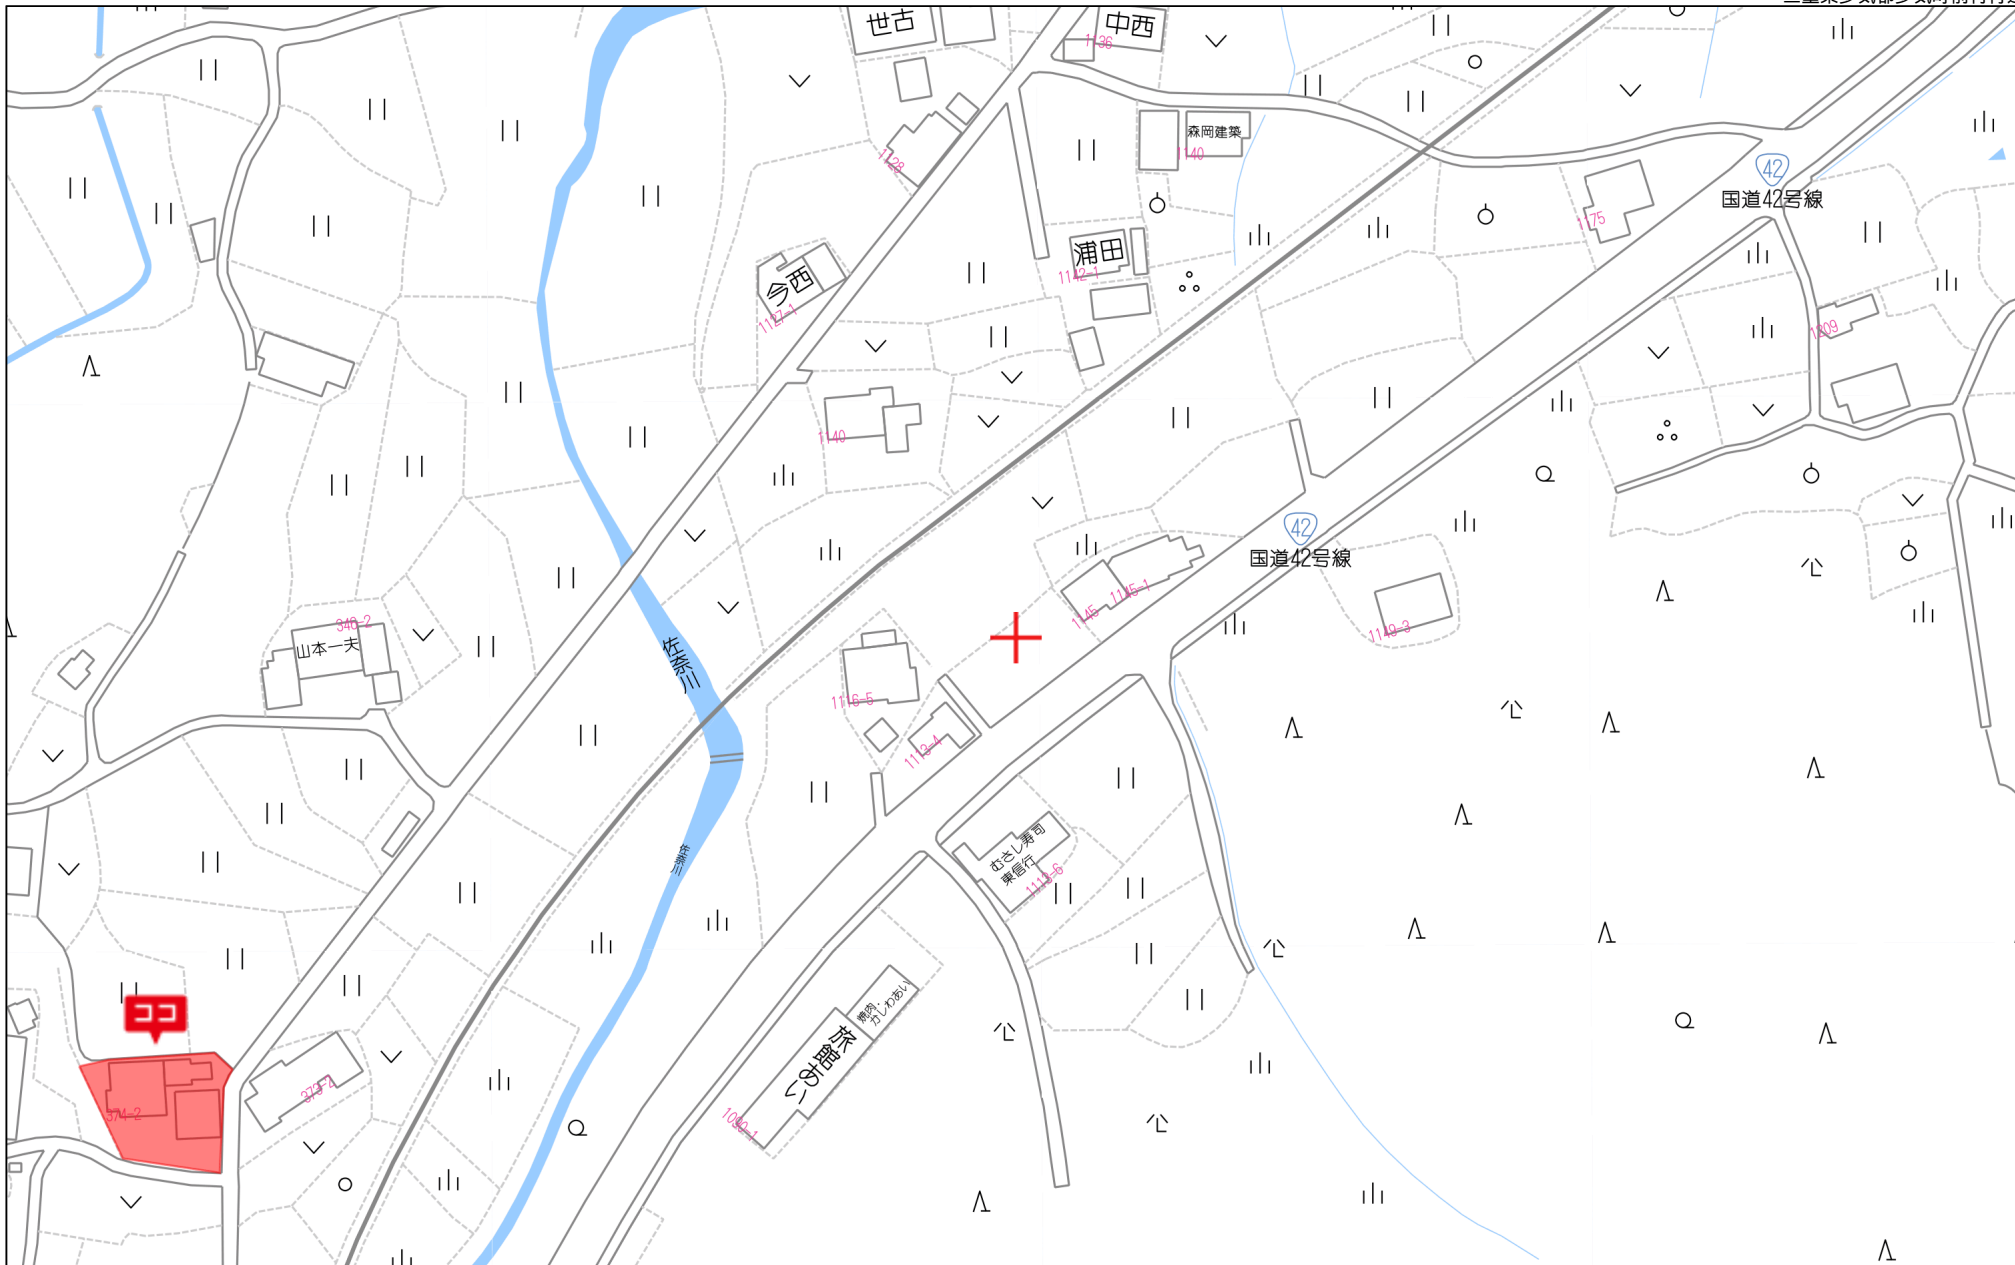 世古
中西
1136
森岡建築
1140
1128
42
国道42号線
1175
浦田
1142-1
今西
1127-1
1209
1140
42
国道42号線
1145
1145-1
1149-3
348-2
山本一夫
佐奈川
1116-5
1113-4
佐奈川
むさし寿司
東信行
1113-6
ココ
焼肉・
かしわあい
旅館あい
1090-1
373-4
374-2